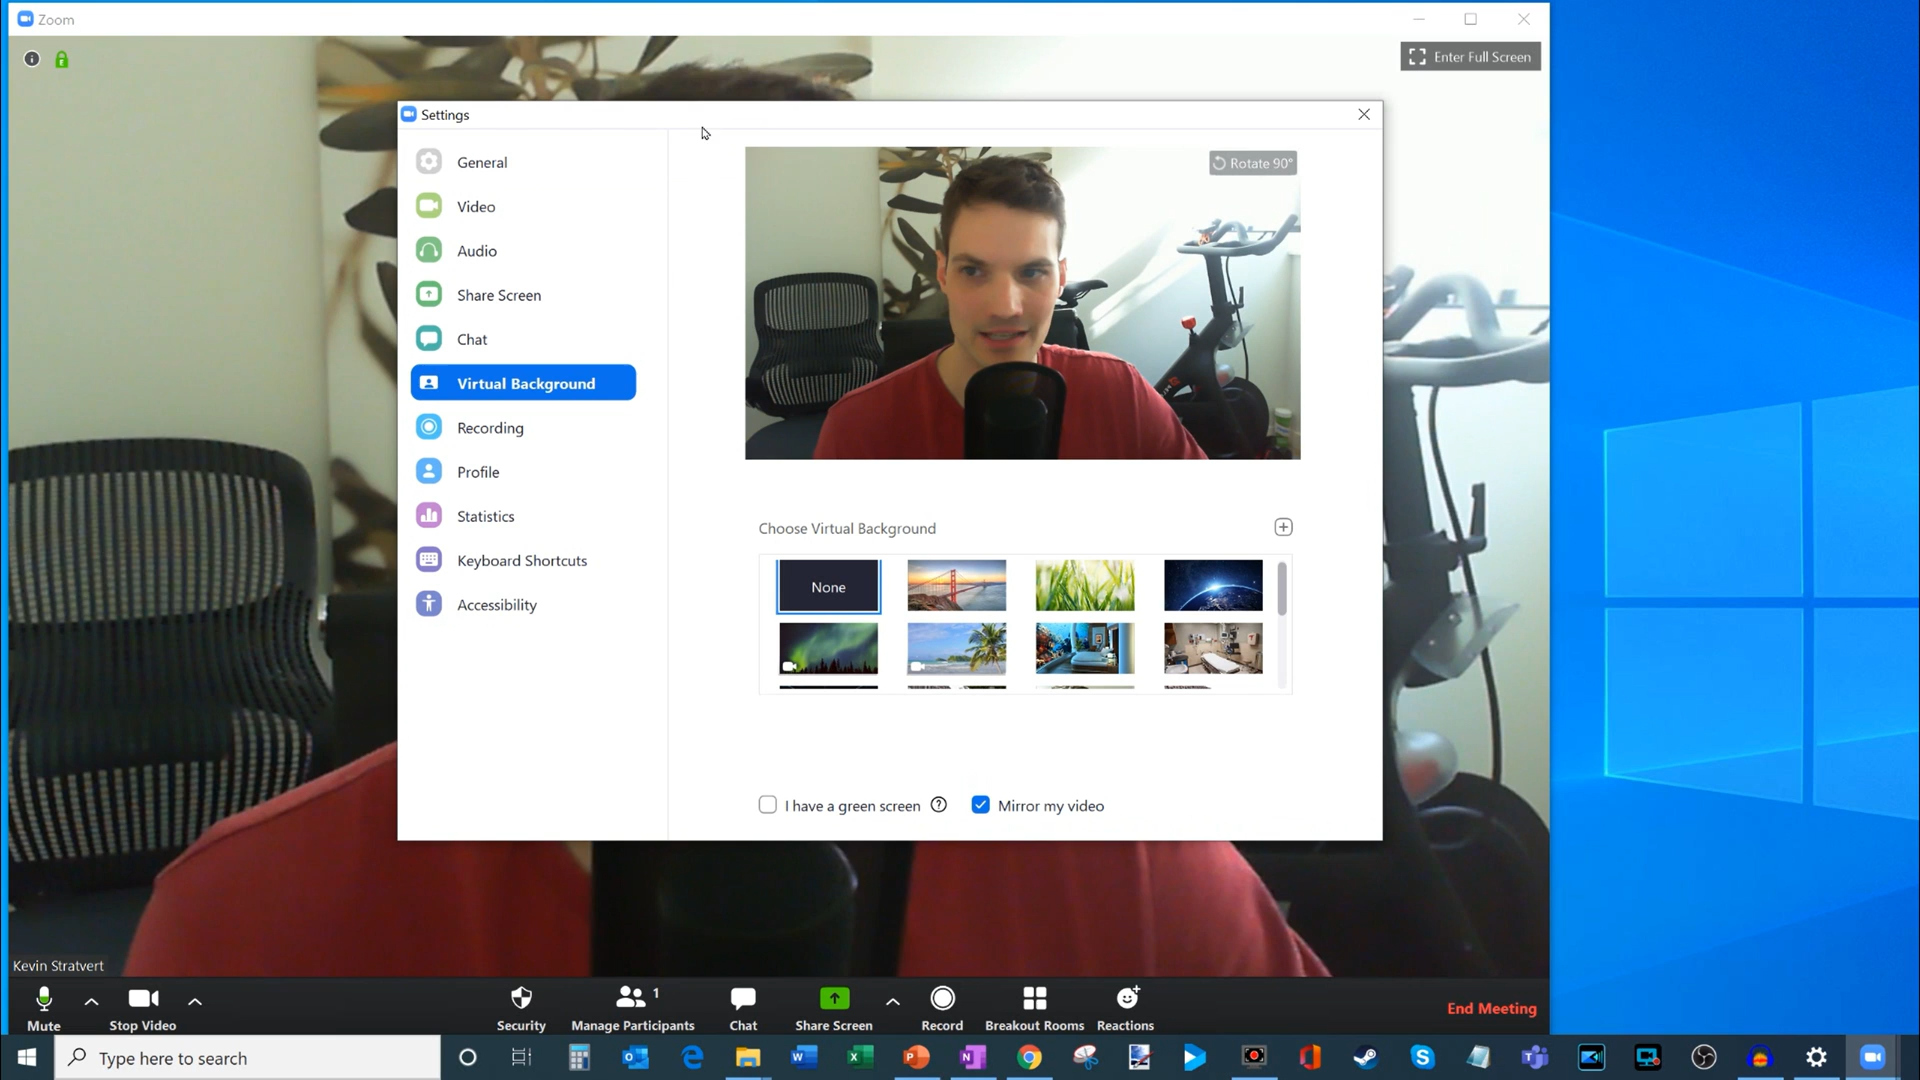 Zoom
Enter Full Screen
Settings
General
Video
Audio
Share Screen
Chat
Virtual Background
Recording
Profile
Statistics
Keyboard Shortcuts
Accessibility
Rotate 90°
Choose Virtual Background
None
I have a green screen
Mirror my video
Kevin Stratvert
Mute
Stop Video
Security
1
Manage Participants
Chat
Share Screen
Record
Breakout Rooms
Reactions
End Meeting
Type here to search